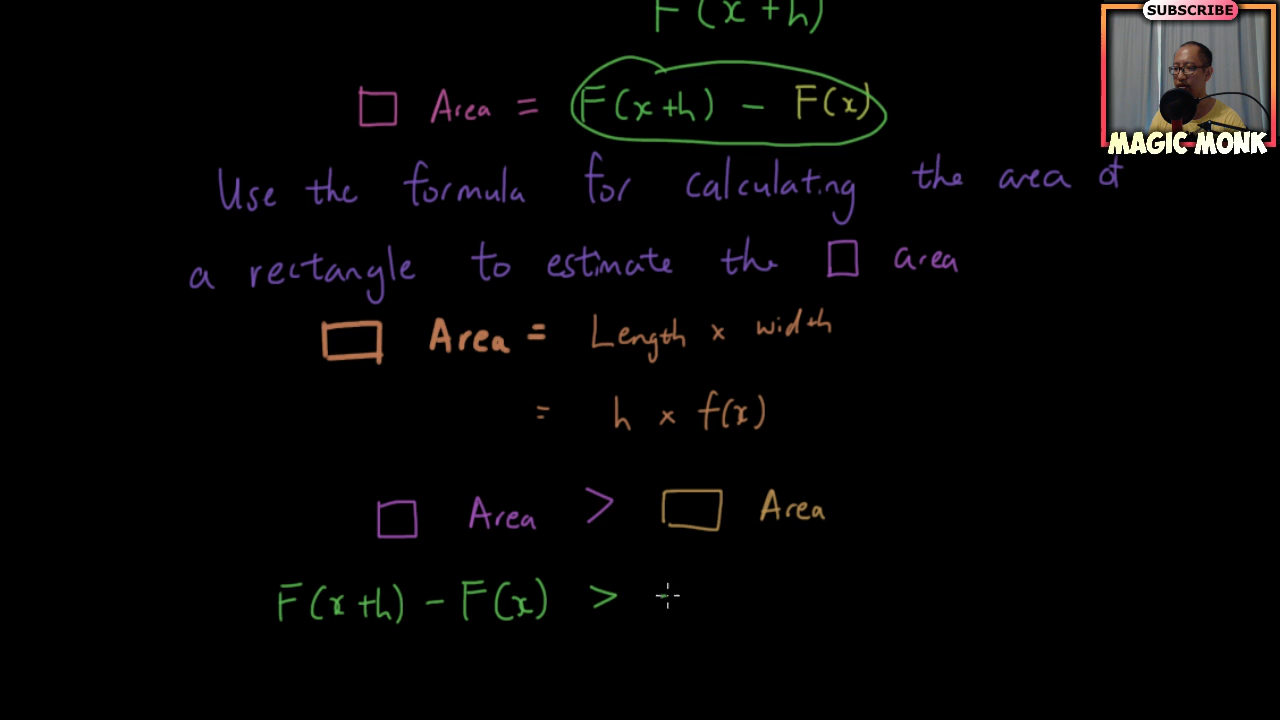 SUBSCRIBE
F(x+h)
MAGIC MONK
□ Area = F(x+h) - F(x)
Use the formula for calculating the area of
a rectangle to estimate the □ area
▭ Area = Length × width
= h × f(x)
□ Area > ▭ Area
F(x+h) - F(x) >